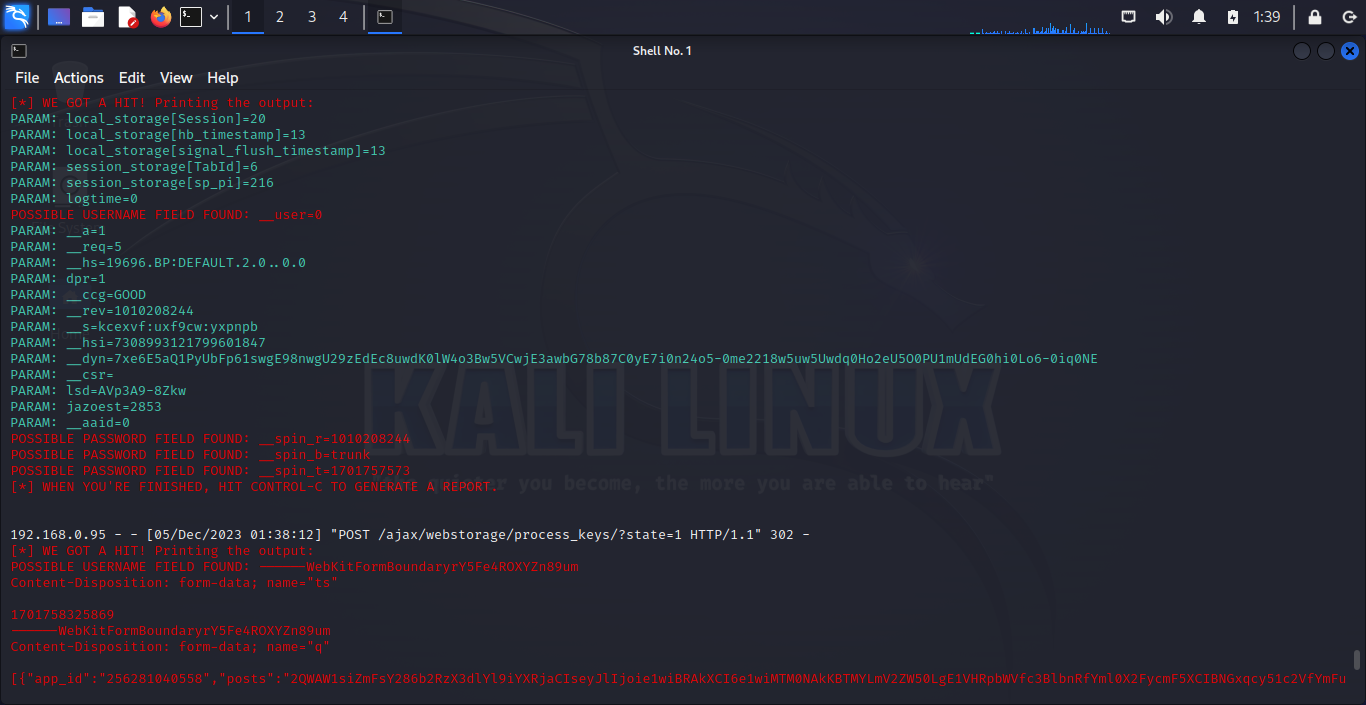 1 2 3 4 1:39
Shell No. 1
File Actions Edit View Help
[*] WE GOT A HIT! Printing the output:
PARAM: local_storage[Session]=20
PARAM: local_storage[hb_timestamp]=13
PARAM: local_storage[signal_flush_timestamp]=13
PARAM: session_storage[TabId]=6
PARAM: session_storage[sp_pi]=216
PARAM: logtime=0
POSSIBLE USERNAME FIELD FOUND: __user=0
PARAM: __a=1
PARAM: __req=5
PARAM: __hs=19696.BP:DEFAULT.2.0..0.0
PARAM: dpr=1
PARAM: __ccg=GOOD
PARAM: __rev=1010208244
PARAM: __s=kcexvf:uxf9cw:yxpnpb
PARAM: __hsi=7308993121799601847
PARAM: __dyn=7xe6E5aQ1PyUbFp61swgE98nwgU29zEdEc8uwdK0lW4o3Bw5VCwjE3awbG78b87C0yE7i0n24o5-0me2218w5uw5Uwdq0Ho2eU5O0PU1mUdEG0hi0Lo6-0iq0NE
PARAM: __csr=
PARAM: lsd=AVp3A9-8Zkw
PARAM: jazoest=2853
PARAM: __aaid=0
POSSIBLE PASSWORD FIELD FOUND: __spin_r=1010208244
POSSIBLE PASSWORD FIELD FOUND: __spin_b=trunk
POSSIBLE PASSWORD FIELD FOUND: __spin_t=1701757573
[*] WHEN YOU'RE FINISHED, HIT CONTROL-C TO GENERATE A REPORT.
KALI LINUX
you become, the more you are able to hear"
192.168.0.95 - - [05/Dec/2023 01:38:12] "POST /ajax/webstorage/process_keys/?state=1 HTTP/1.1" 302 -
[*] WE GOT A HIT! Printing the output:
POSSIBLE USERNAME FIELD FOUND: ------WebKitFormBoundaryrY5Fe4ROXYZn89um
Content-Disposition: form-data; name="ts"
1701758325869
------WebKitFormBoundaryrY5Fe4ROXYZn89um
Content-Disposition: form-data; name="q"
[{"app_id":"256281040558","posts":"2QWAW1siZmFsY286b2RzX3dlYl9iYXRjaCIseyJlIjoie1wiBRAkXCI6e1wiMTM0NAkKBTMYLmV2ZW50LgE1VHRpbWVfc3BlbnRfYml0X2FycmF5XCIBNGxqcy51c2VfYmFu